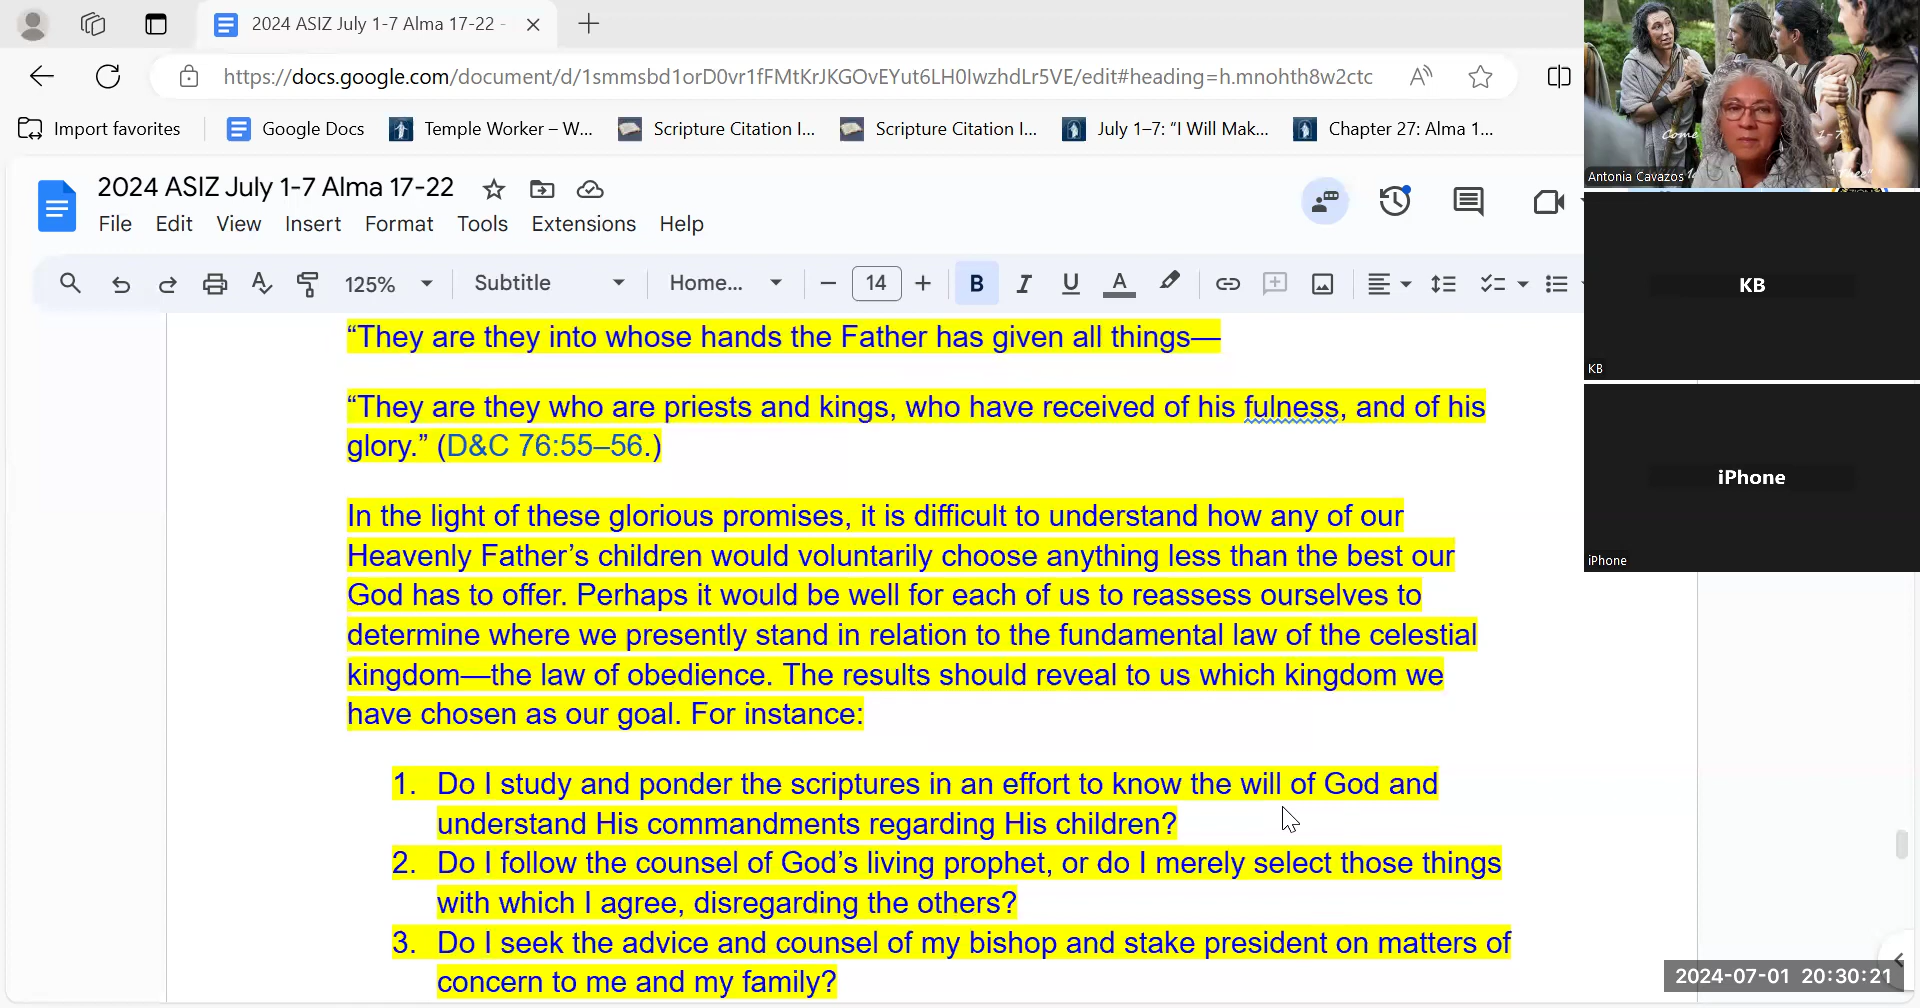 2024 ASIZ July 1-7 Alma 17-22 -
https://docs.google.com/document/d/1smmsbd1orD0vr1fFMtKrJKGOvEYut6LH0IwzhdLr5VE/edit#heading=h.mnohth8w2ctc
Import favorites
Google Docs
Temple Worker – W...
Scripture Citation I...
Scripture Citation I...
July 1–7: “I Will Mak...
Chapter 27: Alma 1...
2024 ASIZ July 1-7 Alma 17-22
File Edit View Insert Format Tools Extensions Help
125%
Subtitle
Home...
14
B I U A
“They are they into whose hands the Father has given all things—
“They are they who are priests and kings, who have received of his fulness, and of his
glory.” (D&C 76:55–56.)
In the light of these glorious promises, it is difficult to understand how any of our
Heavenly Father’s children would voluntarily choose anything less than the best our
God has to offer. Perhaps it would be well for each of us to reassess ourselves to
determine where we presently stand in relation to the fundamental law of the celestial
kingdom—the law of obedience. The results should reveal to us which kingdom we
have chosen as our goal. For instance:
1. Do I study and ponder the scriptures in an effort to know the will of God and
understand His commandments regarding His children?
2. Do I follow the counsel of God’s living prophet, or do I merely select those things
with which I agree, disregarding the others?
3. Do I seek the advice and counsel of my bishop and stake president on matters of
concern to me and my family?
Come
1-7
Antonia Cavazos
KB
KB
iPhone
iPhone
2024-07-01 20:30:21